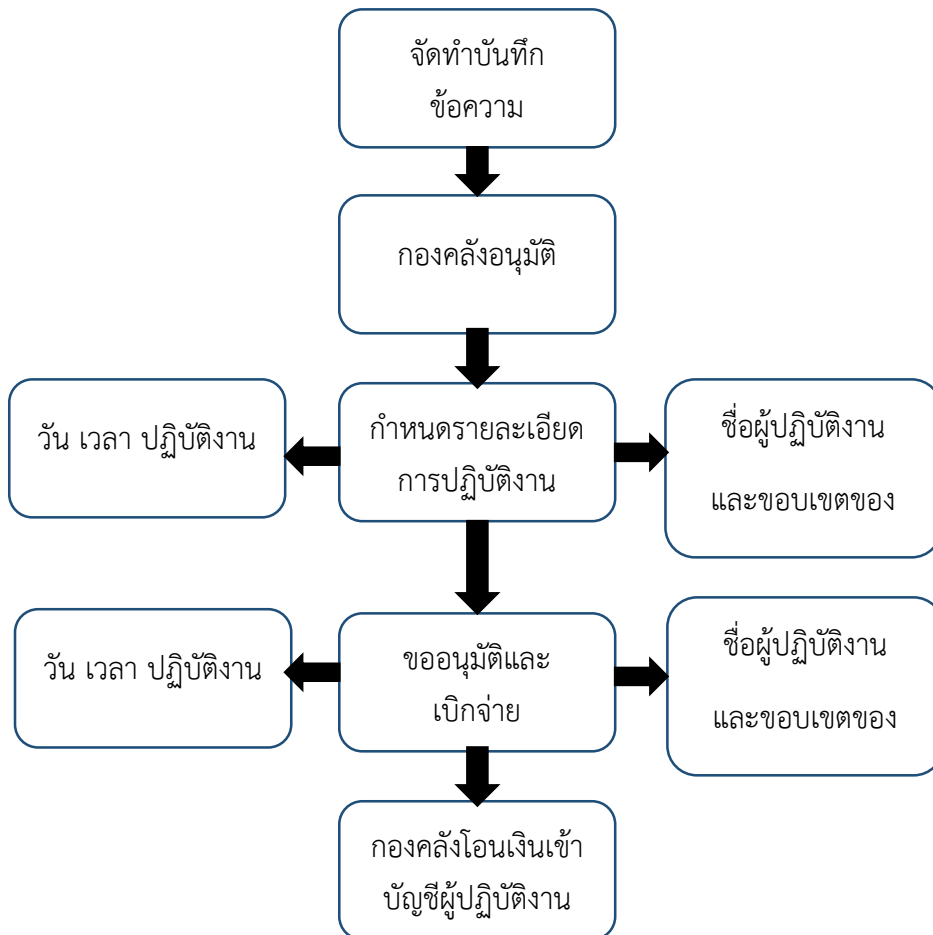 จัดทำบันทึก
ข้อความ
กองคลังอนุมัติ
วัน เวลา ปฏิบัติงาน
กำหนดรายละเอียด
การปฏิบัติงาน
ชื่อผู้ปฏิบัติงาน
และขอบเขตของ
วัน เวลา ปฏิบัติงาน
ขออนุมัติและ
เบิกจ่าย
ชื่อผู้ปฏิบัติงาน
และขอบเขตของ
กองคลังโอนเงินเข้า
บัญชีผู้ปฏิบัติงาน